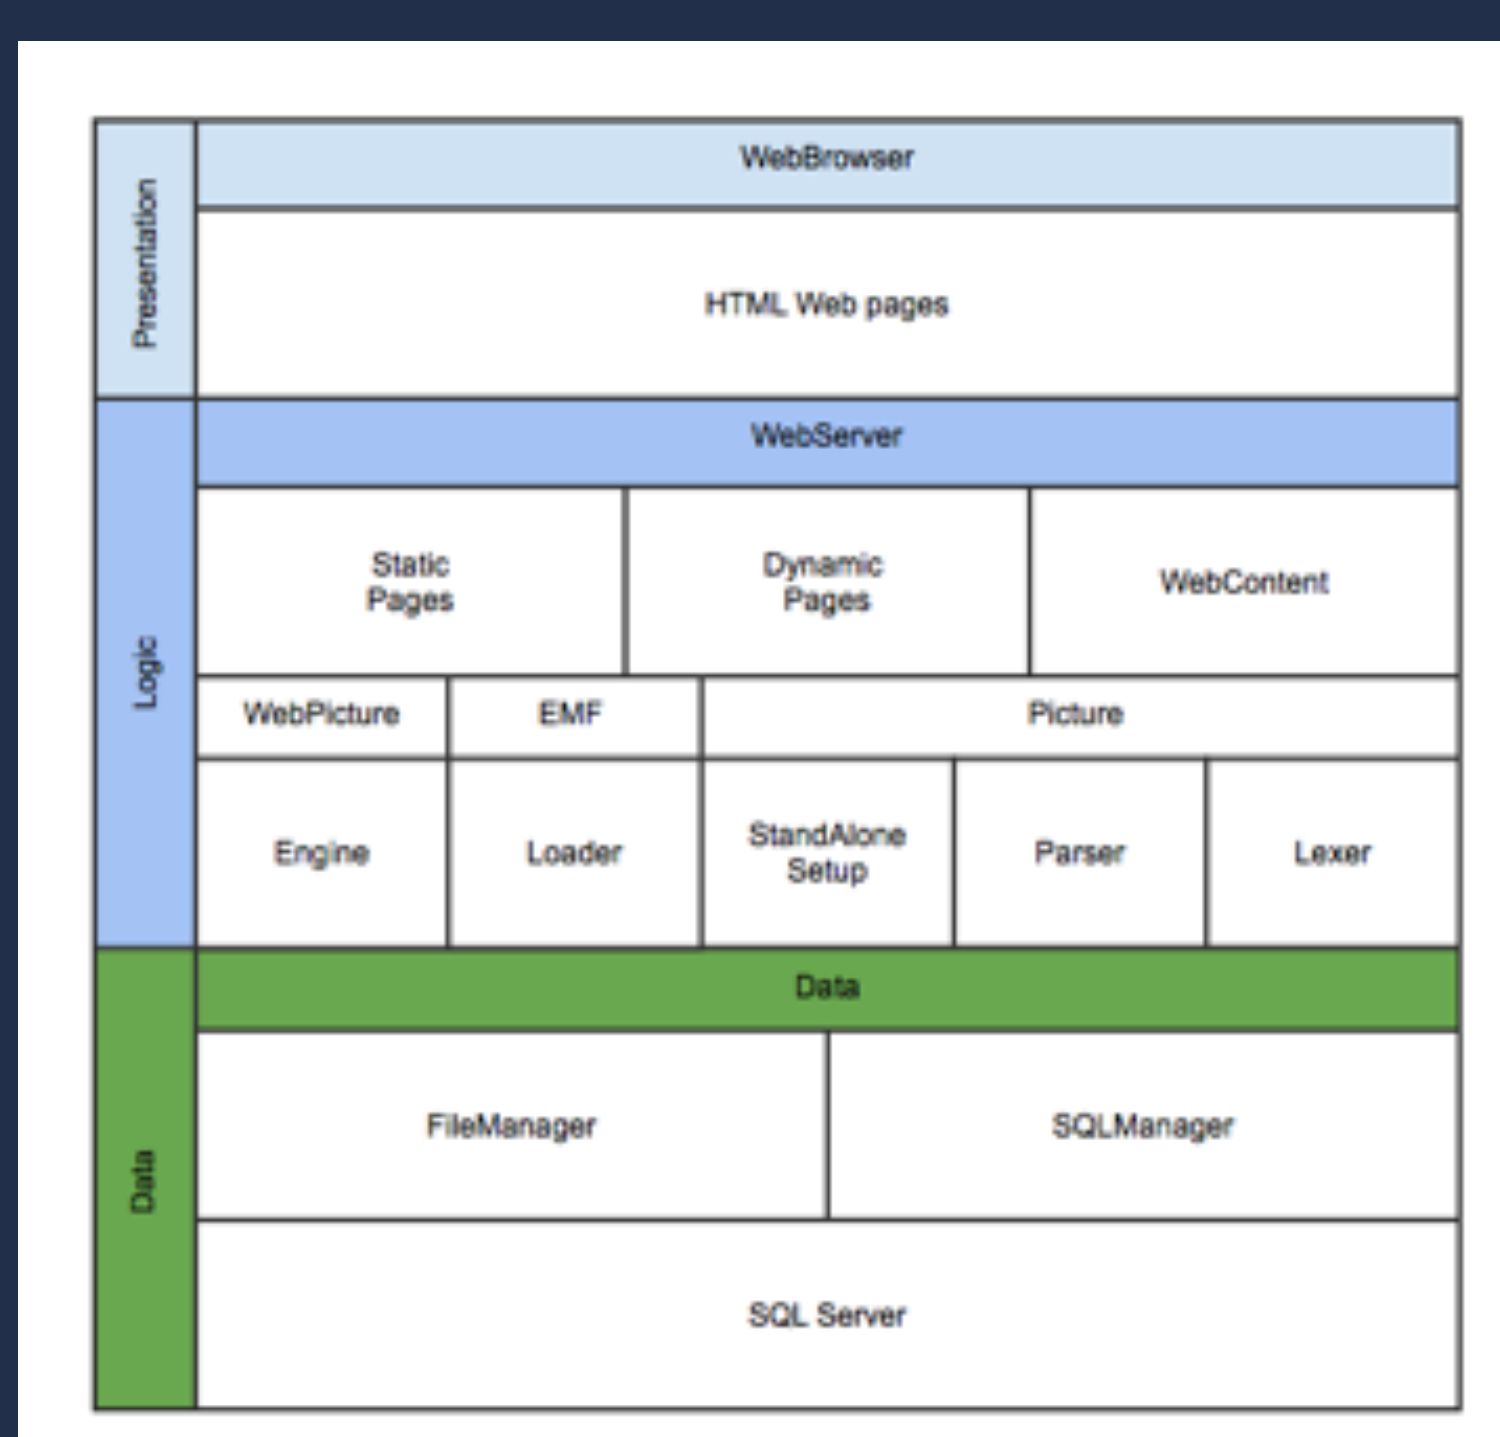 Presentation
WebBrowser
HTML Web pages
Logic
WebServer
Static
Pages
Dynamic
Pages
WebContent
WebPicture
EMF
Picture
Engine
Loader
StandAlone
Setup
Parser
Lexer
Data
Data
FileManager
SQLManager
SQL Server